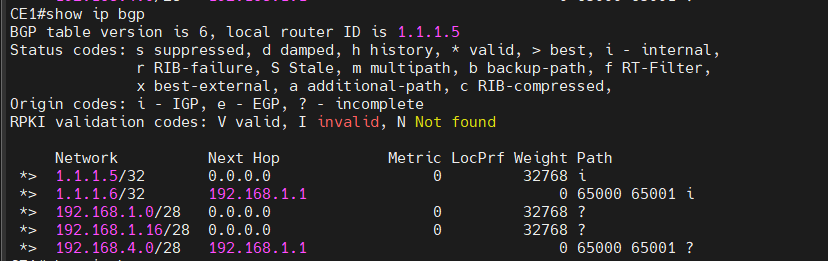 CE1#show ip bgp
BGP table version is 6, local router ID is 1.1.1.5
Status codes: s suppressed, d damped, h history, * valid, > best, i - internal,
              r RIB-failure, S Stale, m multipath, b backup-path, f RT-Filter,
              x best-external, a additional-path, c RIB-compressed,
Origin codes: i - IGP, e - EGP, ? - incomplete
RPKI validation codes: V valid, I invalid, N Not found

     Network          Next Hop            Metric LocPrf Weight Path
 *>  1.1.1.5/32       0.0.0.0                  0         32768 i
 *>  1.1.1.6/32       192.168.1.1                            0 65000 65001 i
 *>  192.168.1.0/28   0.0.0.0                  0         32768 ?
 *>  192.168.1.16/28  0.0.0.0                  0         32768 ?
 *>  192.168.4.0/28   192.168.1.1                            0 65000 65001 ?